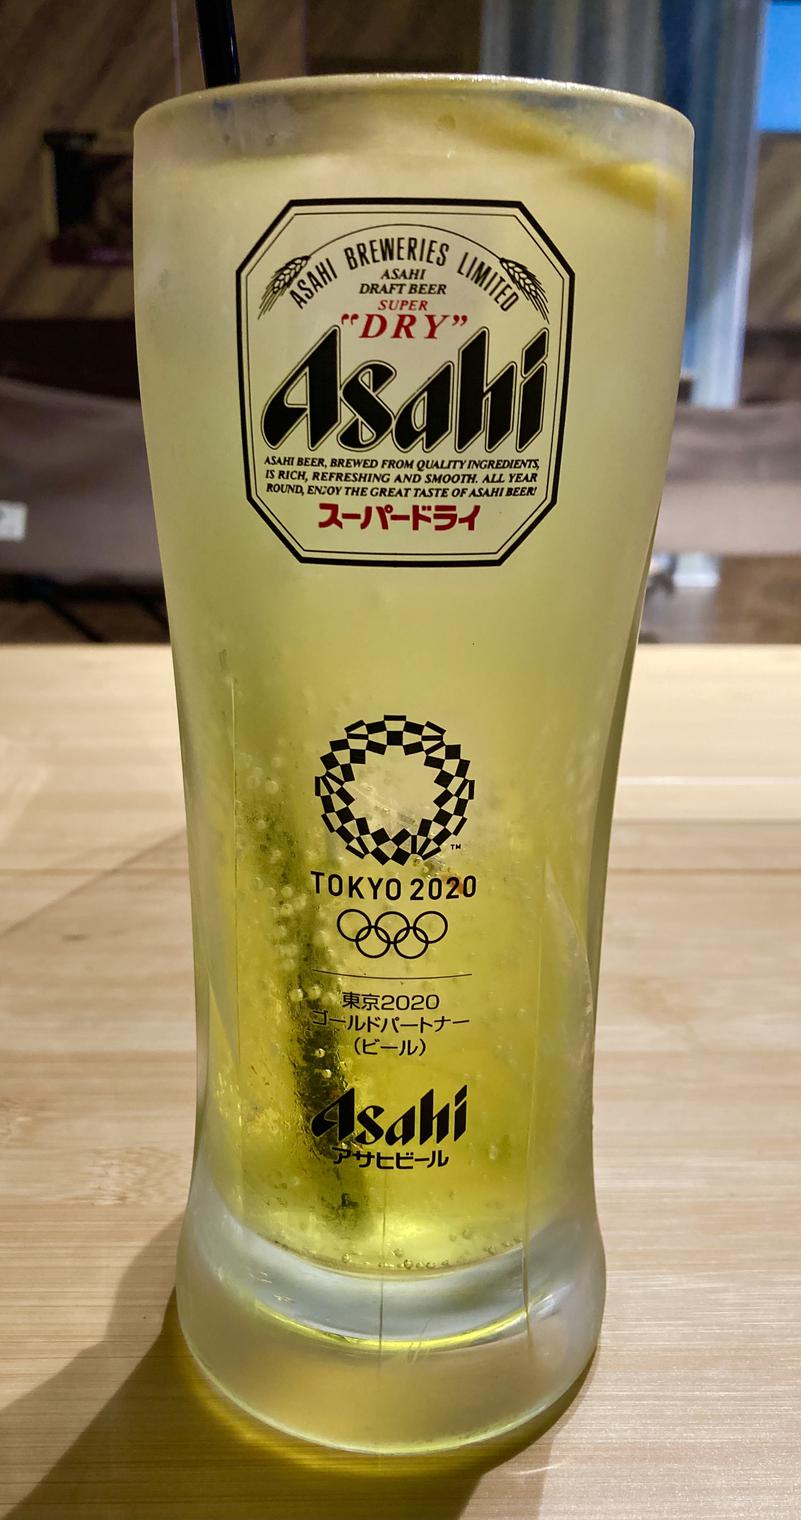 ASAHI BREWERIES LIMITED
ASAHI
DRAFT BEER
SUPER
“DRY”
Asahi
ASAHI BEER, BREWED FROM QUALITY INGREDIENTS,
IS RICH, REFRESHING AND SMOOTH. ALL YEAR
ROUND, ENJOY THE GREAT TASTE OF ASAHI BEER!
スーパードライ
TM
TOKYO 2020
東京2020
ゴールドパートナー
（ビール）
Asahi
アサヒビール